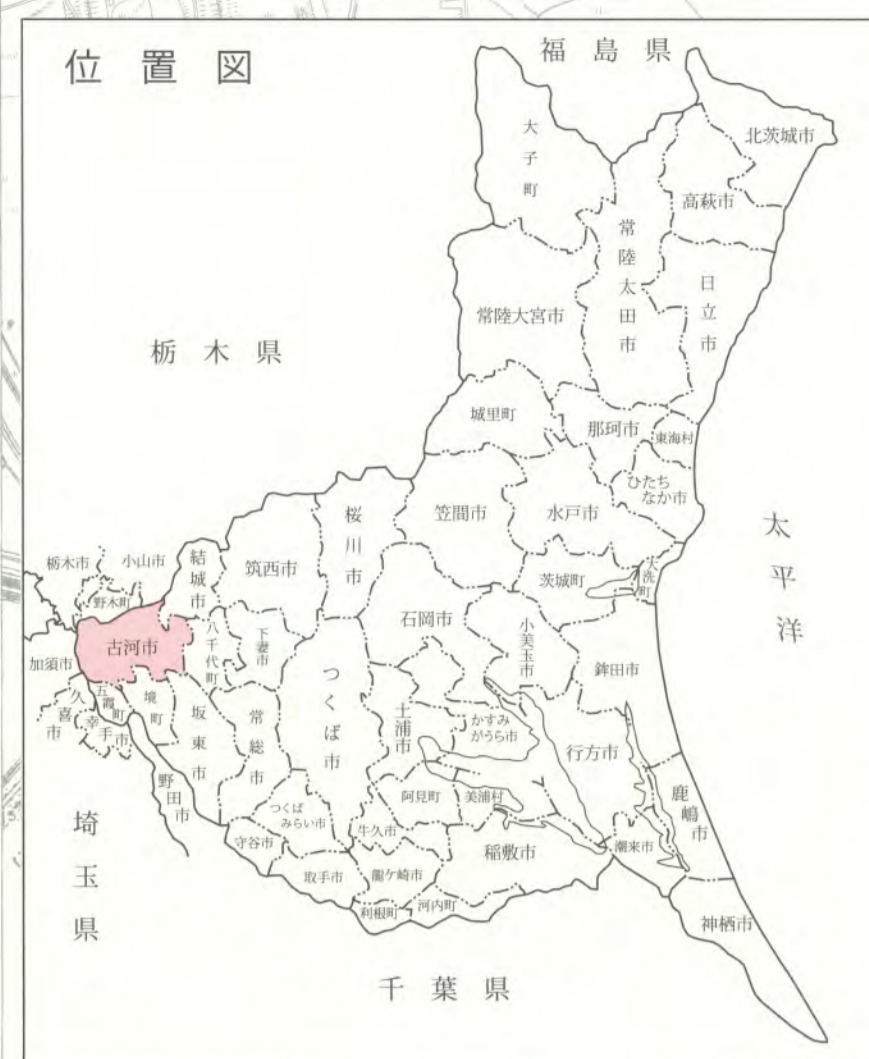 位置図
福島県
大子町
北茨城市
高萩市
常陸太田市
日立市
常陸大宮市
栃木県
城里町
那珂市
東海村
ひたち
なか市
桜川市
笠間市
水戸市
太平洋
栃木市
小山市
結城市
筑西市
茨城町
大洗町
野木町
古河市
八千代町
下妻市
石岡市
小美玉市
鉾田市
加須市
久喜市
五霞町
幸手市
境町
坂東市
常総市
つくば市
土浦市
かすみ
がうら市
行方市
野田市
阿見町
美浦村
鹿嶋市
つくば
みらい市
牛久市
守谷市
稲敷市
潮来市
取手市
龍ケ崎市
利根町
河内町
神栖市
埼玉県
千葉県